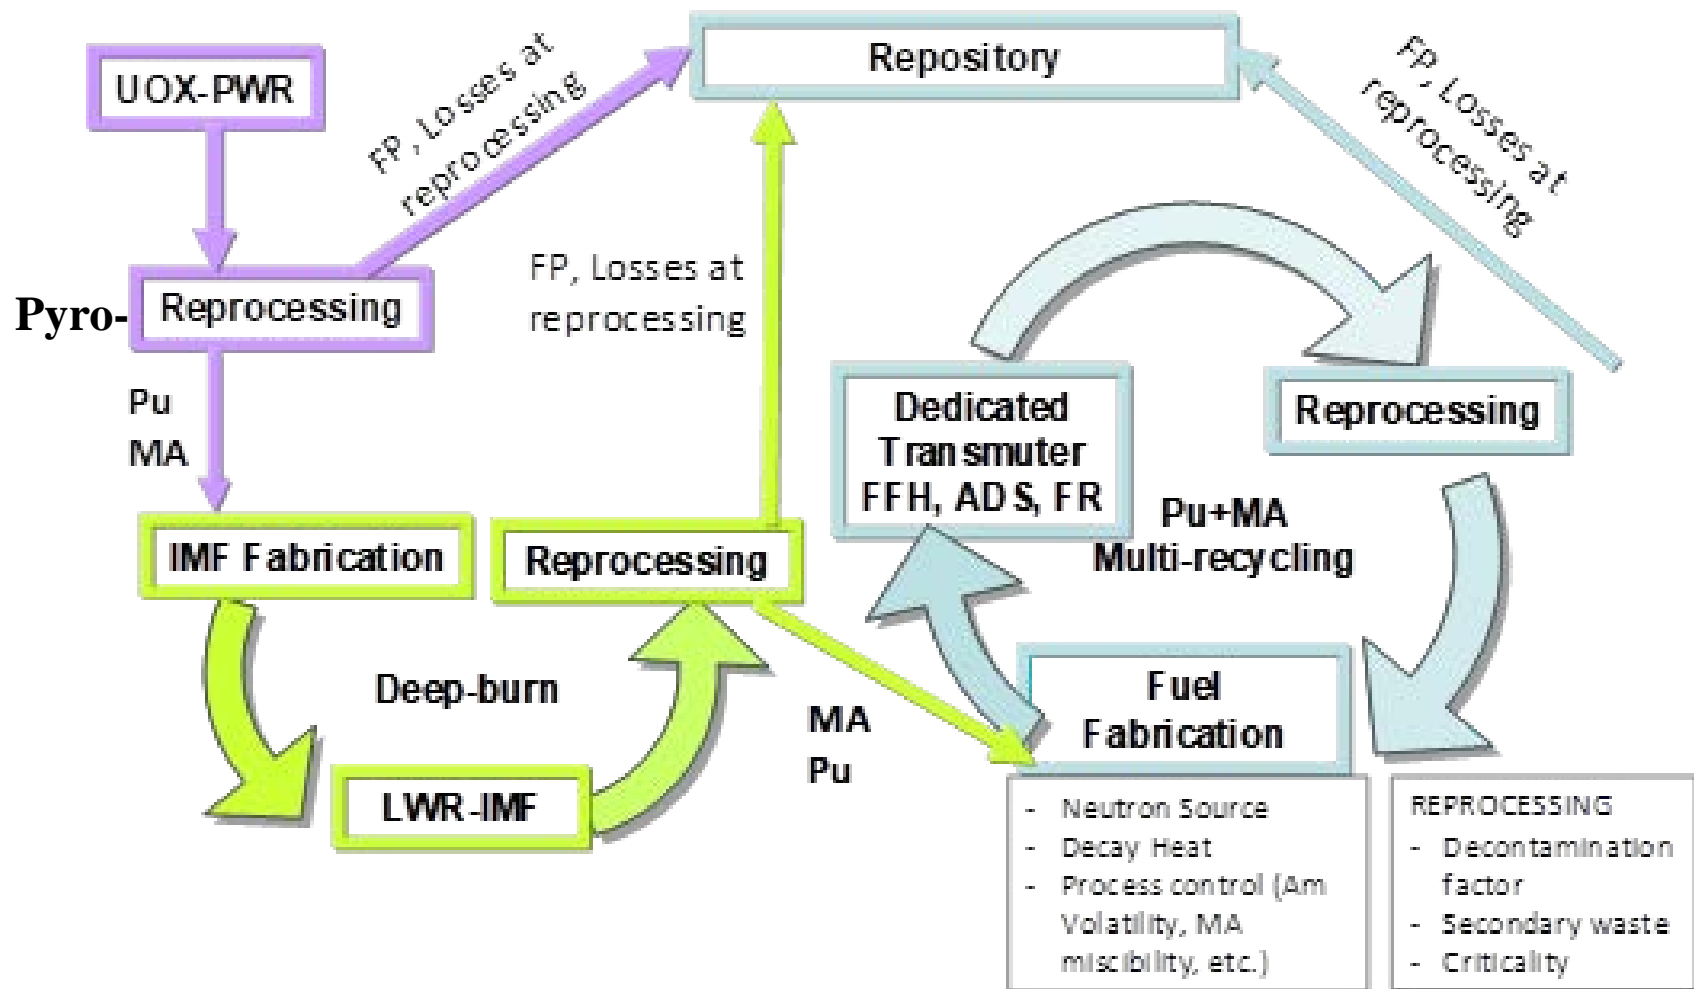 UOX-PWR
FP, Losses at
reprocessing
Repository
FP, Losses at
reprocessing
Pyro-
Reprocessing
FP, Losses at
reprocessing
Pu
MA
Dedicated
Transmuter
FFH, ADS, FR
Reprocessing
Pu+MA
Multi-recycling
IMF Fabrication
Reprocessing
Deep-burn
MA
Pu
Fuel
Fabrication
LWR-IMF
- Neutron Source
- Decay Heat
- Process control (Am
Volatility, MA
miscibility, etc.)
REPROCESSING
- Decontamination
factor
- Secondary waste
- Criticality